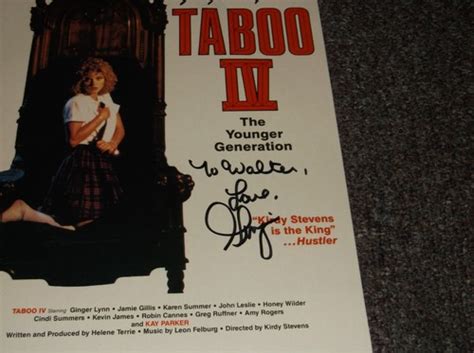 TABOO
IV
The
Younger
Generation
To Walter,
Love,
"Kirdy Stevens
is the King"
...Hustler
TABOO IV Starring Ginger Lynn • Jamie Gillis • Karen Summer • John Leslie • Honey Wilder
Cindi Summers • Kevin James • Robin Cannes • Greg Ruffner • Amy Rogers
and KAY PARKER
Written and Produced by Helene Terrie • Music by Leon Felburg • Directed by Kirdy Stevens